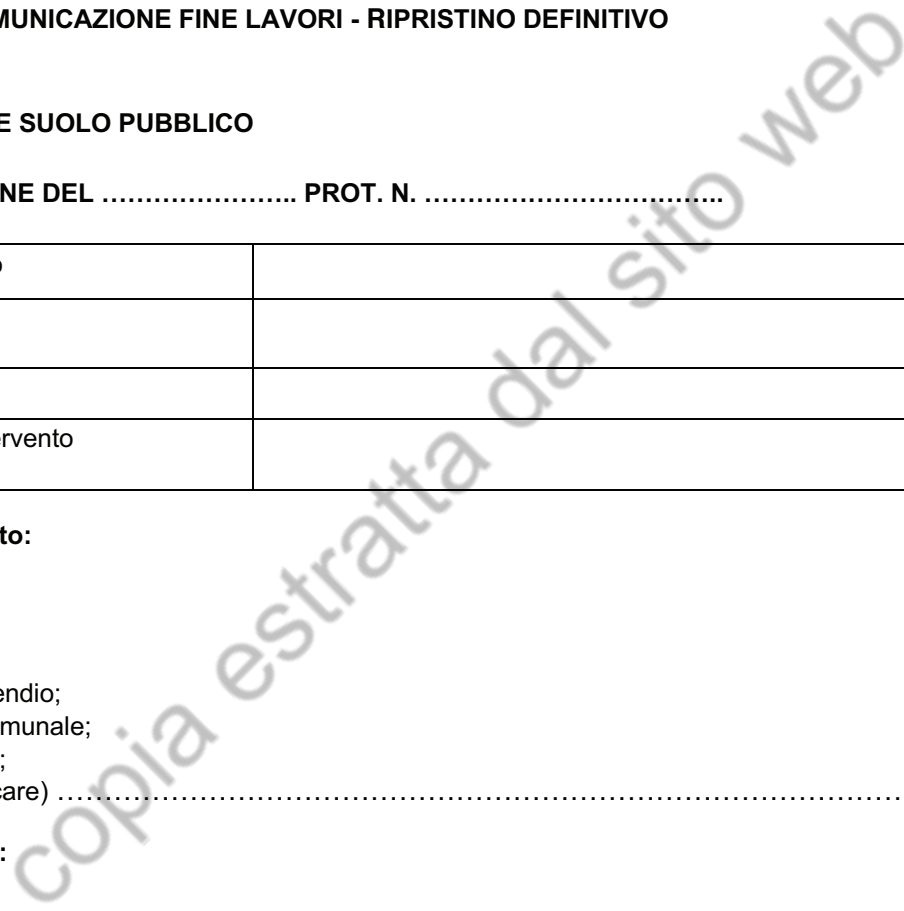 MUNICAZIONE FINE LAVORI - RIPRISTINO DEFINITIVO
E SUOLO PUBBLICO
NE DEL ………………….. PROT. N. ……………………………..
o
rvento
to:
endio;
munale;
;
care) ……………………………………………………………………………………
:
copia estratta dal sito web